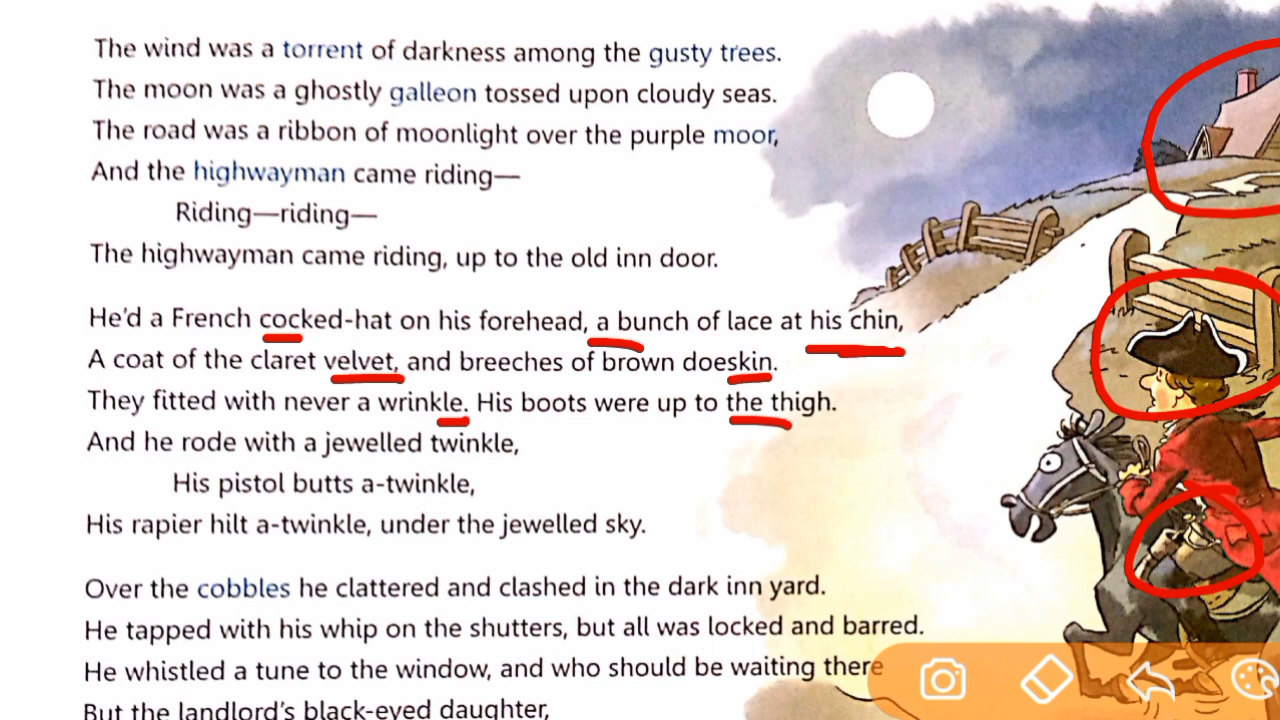 The wind was a torrent of darkness among the gusty trees.
The moon was a ghostly galleon tossed upon cloudy seas.
The road was a ribbon of moonlight over the purple moor,
And the highwayman came riding—
Riding—riding—
The highwayman came riding, up to the old inn door.
He'd a French cocked-hat on his forehead, a bunch of lace at his chin,
A coat of the claret velvet, and breeches of brown doeskin.
They fitted with never a wrinkle. His boots were up to the thigh.
And he rode with a jewelled twinkle,
His pistol butts a-twinkle,
His rapier hilt a-twinkle, under the jewelled sky.
Over the cobbles he clattered and clashed in the dark inn yard.
He tapped with his whip on the shutters, but all was locked and barred.
He whistled a tune to the window, and who should be waiting there
But the landlord's black-eyed daughter,